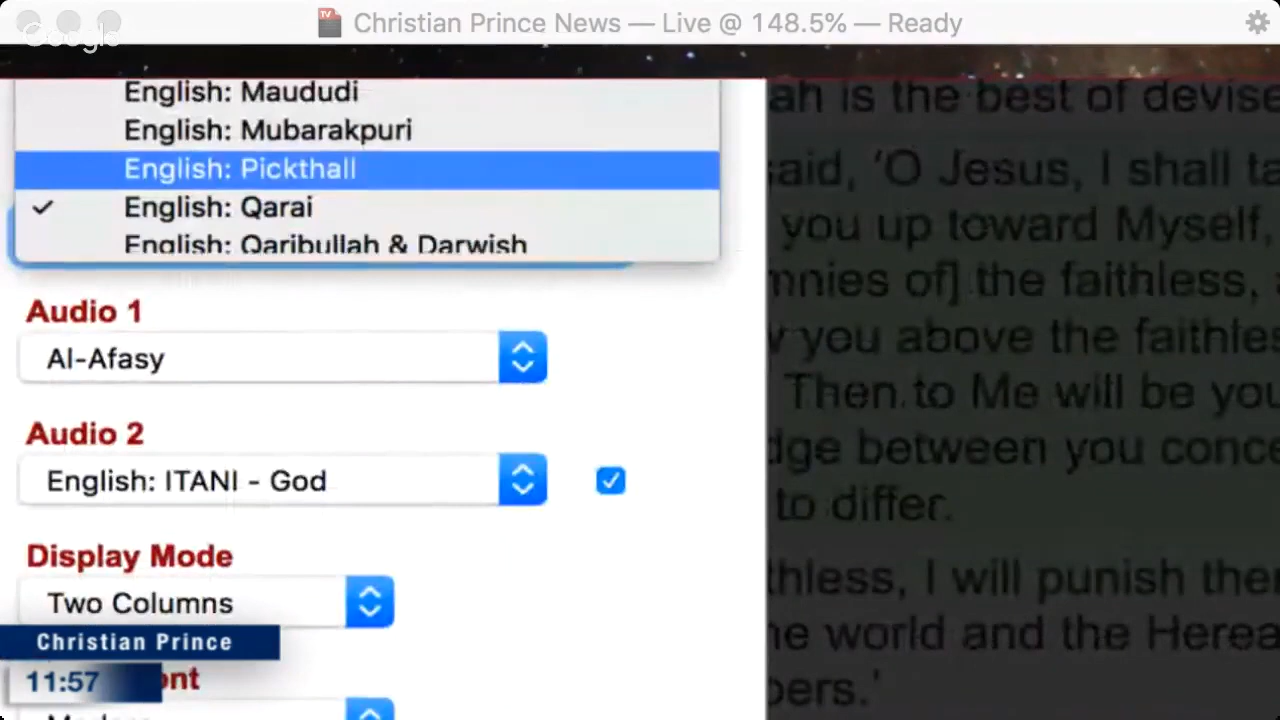 Christian Prince News — Live @ 148.5% — Ready
Google
English: Maududi
English: Mubarakpuri
English: Pickthall
English: Qarai
English: Qaribullah & Darwish
Audio 1
Al-Afasy
Audio 2
English: ITANI - God
Display Mode
Two Columns
Christian Prince
11:57
ah is the best of devise
said, ‘O Jesus, I shall ta
you up toward Myself,
mnies of] the faithless, a
you above the faithles
Then to Me will be you
dge between you conce
to differ.
thless, I will punish the
he world and the Herea
pers.’